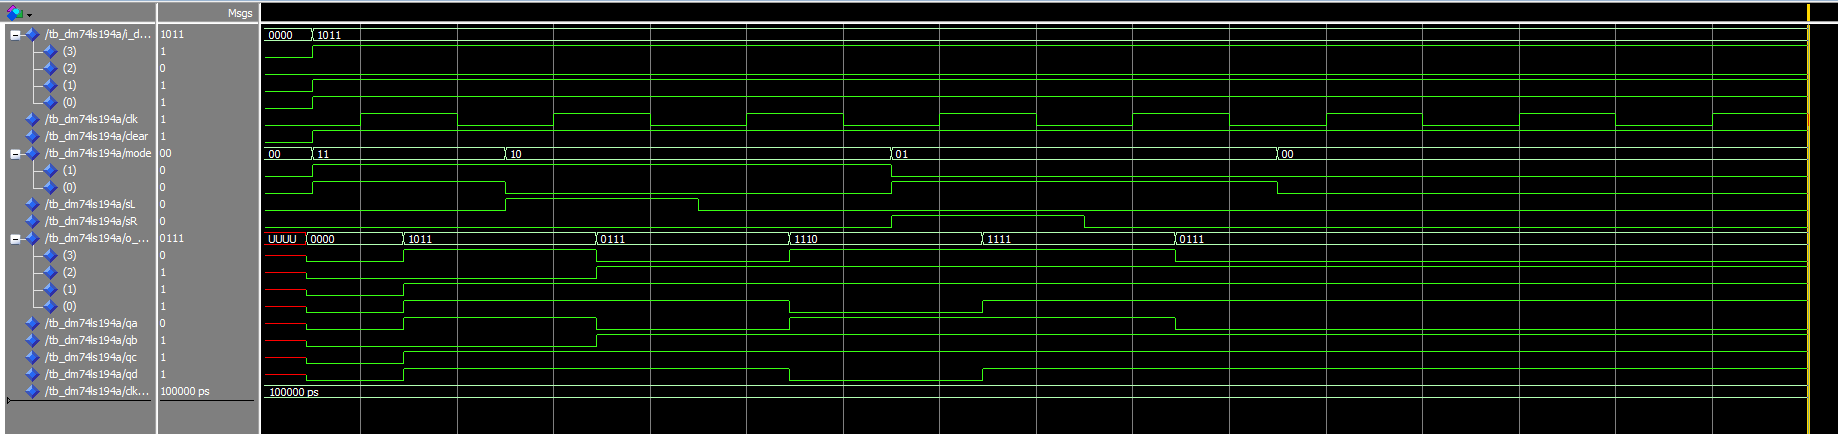 Msgs
/tb_dm74ls194a/i_d... 1011 0000 1011
(3) 1
(2) 0
(1) 1
(0) 1
/tb_dm74ls194a/clk 1
/tb_dm74ls194a/clear 1
/tb_dm74ls194a/mode 00 00 11 10 01 00
(1) 0
(0) 0
/tb_dm74ls194a/sL 0
/tb_dm74ls194a/sR 0
/tb_dm74ls194a/o_... 0111 UUUU 0000 1011 0111 1110 1111 0111
(3) 0
(2) 1
(1) 1
(0) 1
/tb_dm74ls194a/qa 0
/tb_dm74ls194a/qb 1
/tb_dm74ls194a/qc 1
/tb_dm74ls194a/qd 1
/tb_dm74ls194a/clk... 100000 ps 100000 ps